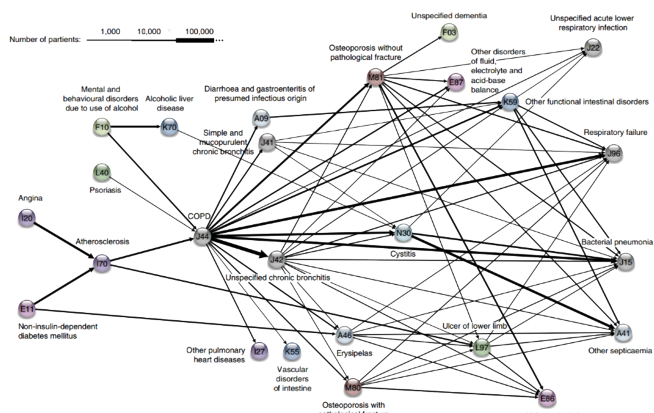 Number of partients:
1,000
10,000
100,000
Unspecified dementia
F03
Unspecified acute lower
respiratory infection
J22
Osteoporosis without
pathological fracture
M81
Other disorders
of fluid,
electrolyte and
acid-base
balance
E87
K59
Other functional intestinal disorders
Mental and
behavioural disorders
due to use of alcohol
F10
Alcoholic liver
disease
K70
Diarrhoea and gastroenteritis of
presumed infectious origin
A09
Simple and
mucopurulent
chronic bronchitis
J41
Respiratory failure
J96
L40
Psoriasis
Angina
I20
COPD
J44
Atherosclerosis
I70
N30
Cystitis
Bacterial pneumonia
J15
J42
Unspecified chronic bronchitis
E11
Non-insulin-dependent
diabetes mellitus
Other pulmonary
heart diseases
I27
K55
Vascular
disorders
of intestine
A46
Erysipelas
Ulcer of lower limb
L97
A41
Other septicaemia
M80
Osteoporosis with
E86